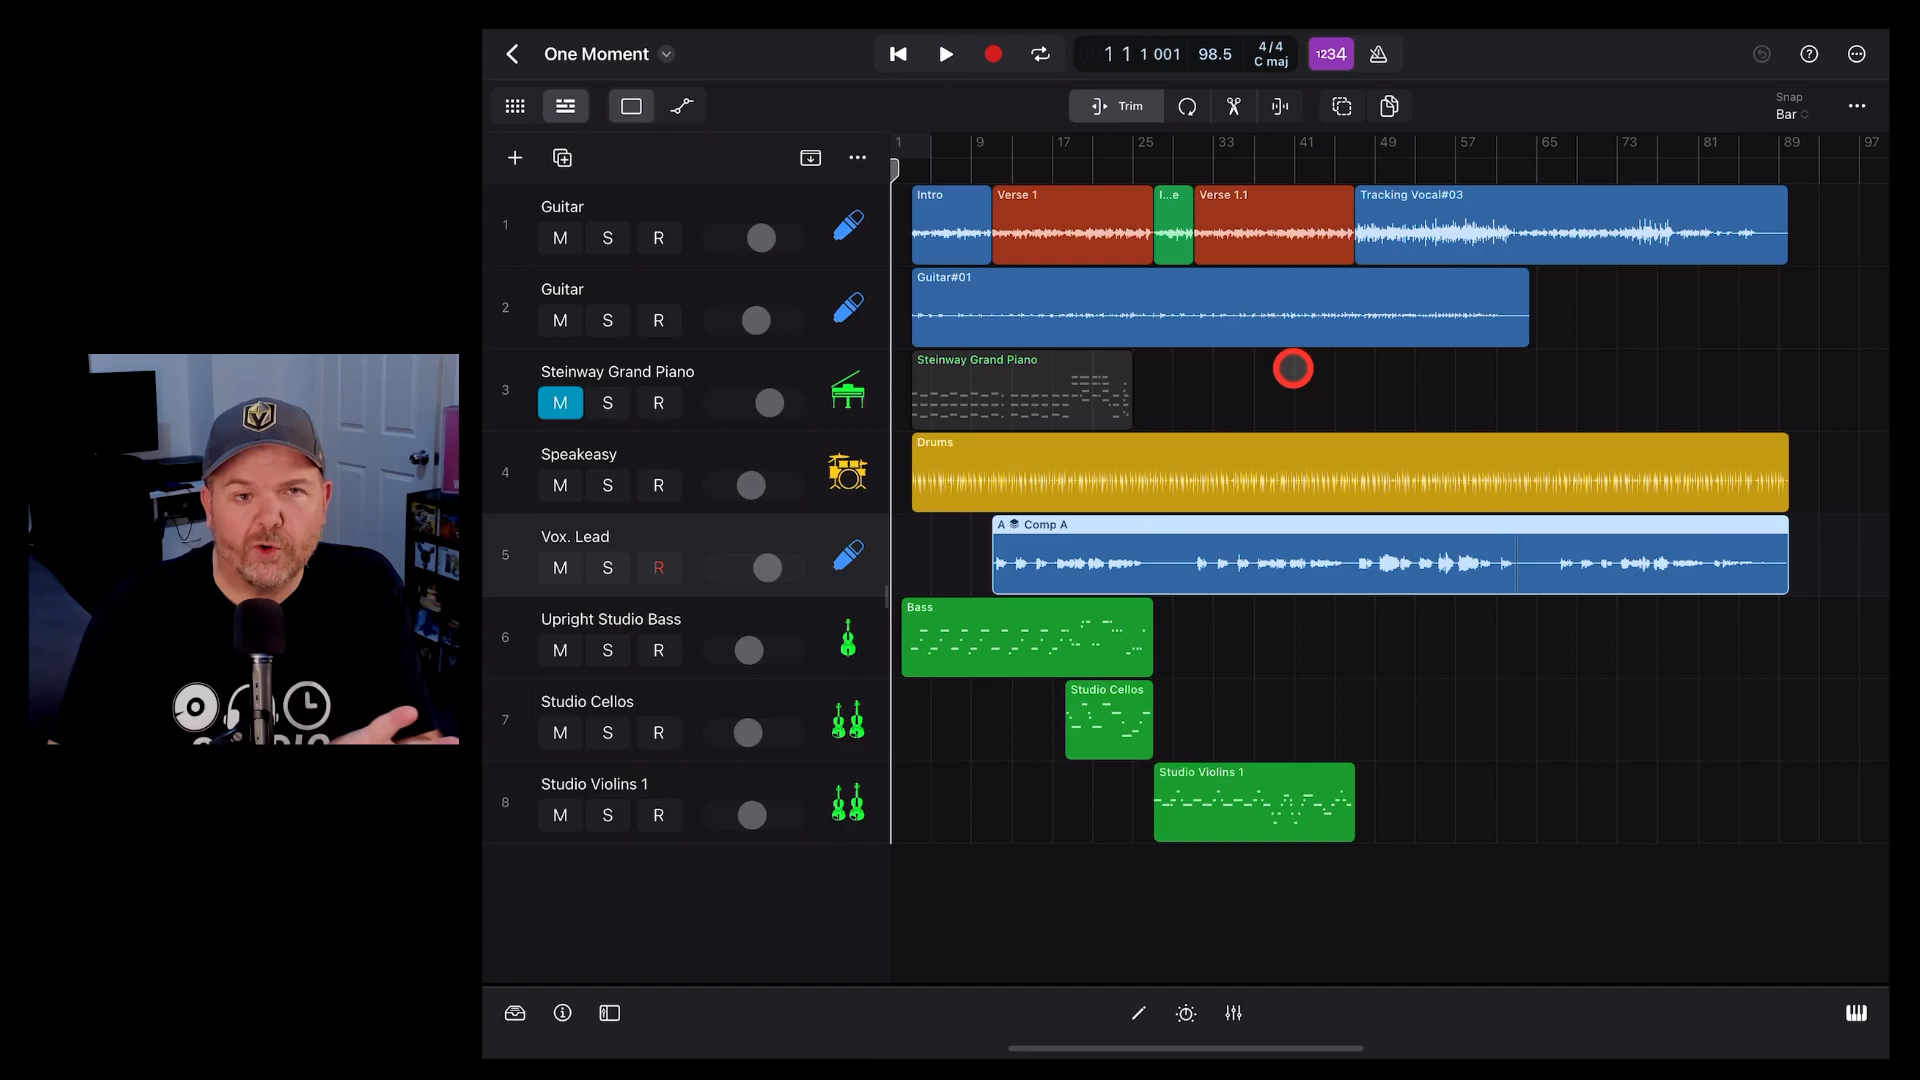 One Moment
1 1 1 001
98.5
4/4
C maj
1234
Trim
Snap
Bar
1 9 17 25 33 41 49 57 65 73 81 89 97
1
Guitar
M S R
Intro
Verse 1
I...e
Verse 1.1
Tracking Vocal#03
2
Guitar
M S R
Guitar#01
3
Steinway Grand Piano
M S R
Steinway Grand Piano
4
Speakeasy
M S R
Drums
5
Vox. Lead
M S R
A Comp A
6
Upright Studio Bass
M S R
Bass
7
Studio Cellos
M S R
Studio Cellos
8
Studio Violins 1
M S R
Studio Violins 1